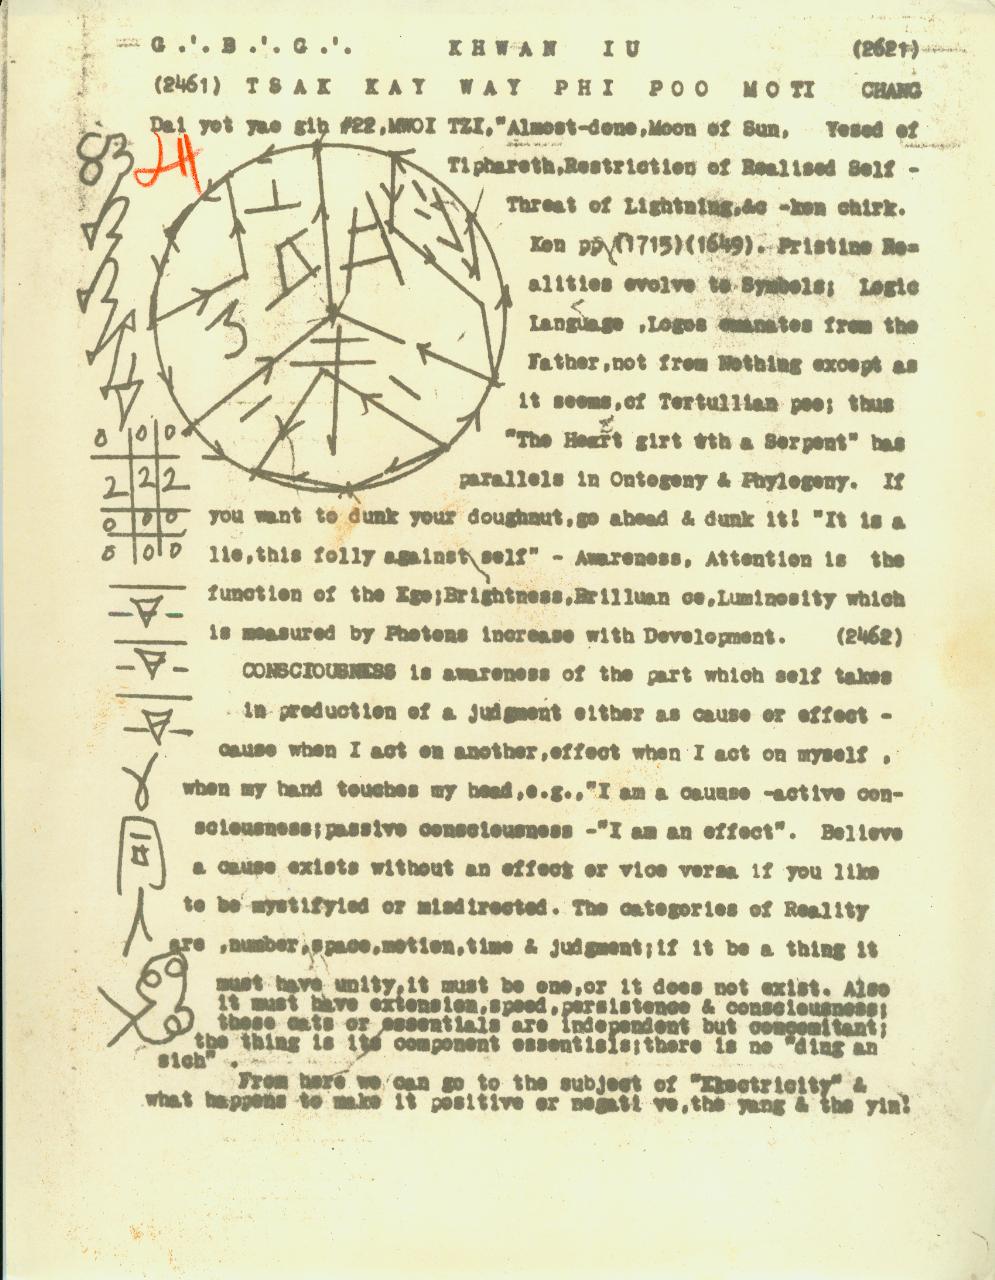 G.'.B.'.G.'. KHWAN IU (2621)
(2461) TSAK KAY WAY PHI POO MOTI CHANG
Dai yot yao gih #22,MWOI TZI,"Almost-done,Moon of Sun, Yesod of
83 24
Tiphareth,Restriction of Realised Self -
Threat of Lightning,&c -ken chirk.
Ken pp (1715)(1649). Pristine Re=
alities evolve to Symbols; Logic
Language ,Logos emanates from the
Father,not from Nothing except as
it seems,of Tertullian poo; thus
"The Heart girt wth a Serpent" has
parallels in Ontogeny & Phylogeny. If
you want to dunk your doughnut,go ahead & dunk it! "It is a
lie,this folly against self" - Awareness, Attention is the
function of the Ego;Brightness,Brilluan ce,Luminosity which
is measured by Photons increase with Development. (2462)
CONSCIOUSNESS is awareness of the part which self takes
in production of a judgment either as cause or effect -
cause when I act on another,effect when I act on myself ,
when my hand touches my head,e.g.,"I am a cauuse -active con-
sciousness;passive consciousness -"I am an effect". Believe
a cause exists without an effect or vice versa if you like
to be mystifyied or misdirected. The categories of Reality
are ,number,space,motion,time & judgment;if it be a thing it
must have unity,it must be one,or it does not exist. Also
it must have extension,speed,persistence & consciousness;
these cats or essentials are independent but concomitant;
the thing is its component essentials;there is no "ding an
sich" .
From here we can go to the subject of "Electricity" &
what happens to make it positive or negati ve,the yang & the yin!
0 0 0
2 2 2
0 0 0
0 0 0